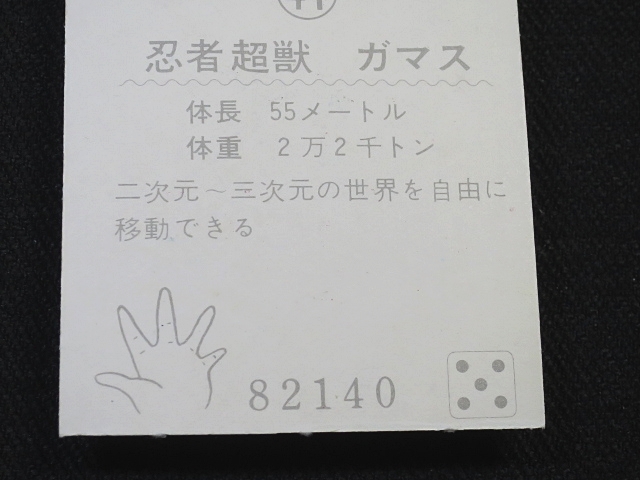 忍者超獣 ガマス
体長 55メートル
体重 2万2千トン
二次元～三次元の世界を自由に
移動できる
82140